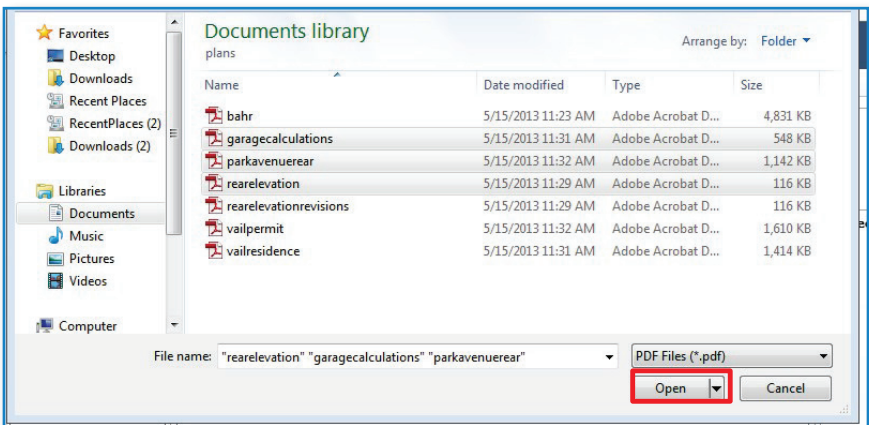 Favorites
Desktop
Downloads
Recent Places
RecentPlaces (2)
Downloads (2)
Libraries
Documents
Music
Pictures
Videos
Computer
Documents library
plans
Arrange by: Folder
Name Date modified Type Size
bahr 5/15/2013 11:23 AM Adobe Acrobat D... 4,831 KB
garagecalculations 5/15/2013 11:31 AM Adobe Acrobat D... 548 KB
parkavenuerear 5/15/2013 11:32 AM Adobe Acrobat D... 1,142 KB
rearelevation 5/15/2013 11:29 AM Adobe Acrobat D... 116 KB
rearelevationrevisions 5/15/2013 11:29 AM Adobe Acrobat D... 116 KB
vailpermit 5/15/2013 11:32 AM Adobe Acrobat D... 1,610 KB
vailresidence 5/15/2013 11:31 AM Adobe Acrobat D... 1,414 KB
File name: "rearelevation" "garagecalculations" "parkavenuerear" PDF Files (*.pdf)
Open Cancel